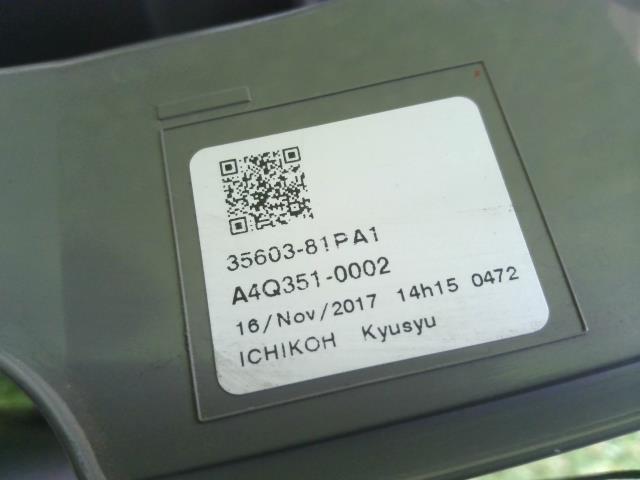 35603-81PA1
A4Q351-0002
16/Nov/2017 14h15 0472
ICHIKOH Kyusyu